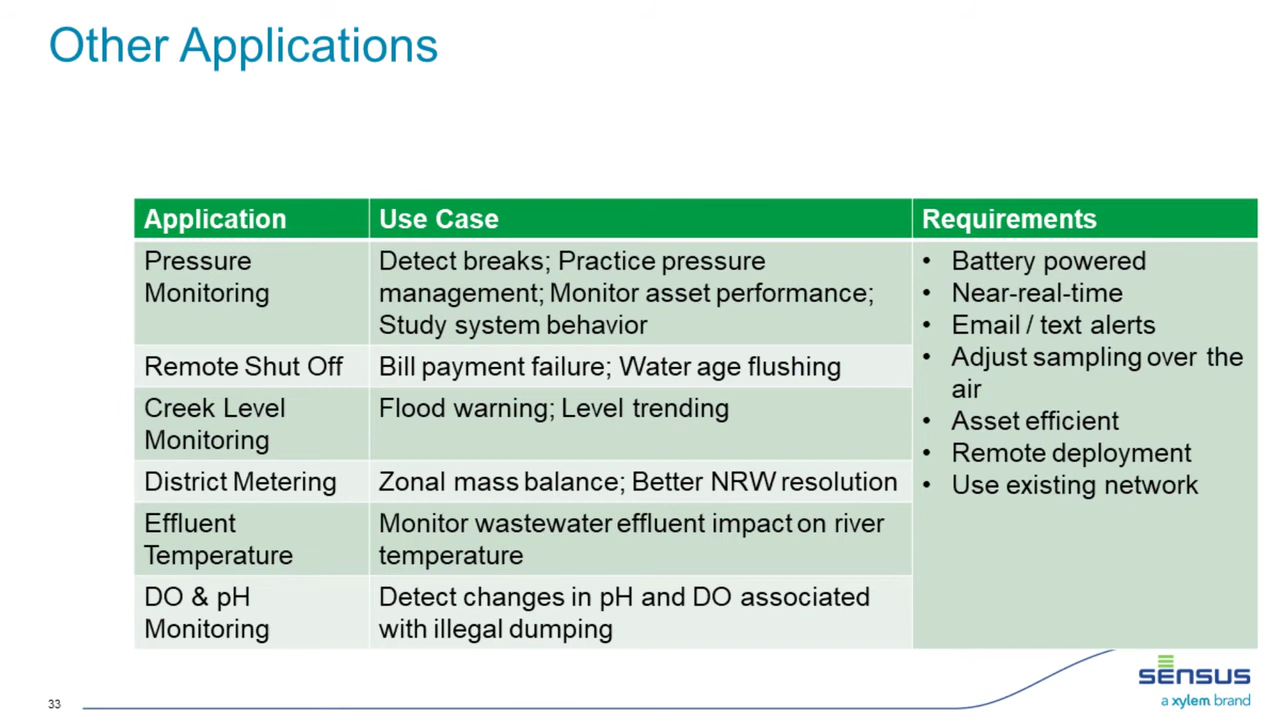 Other Applications
Application
Use Case
Requirements
Pressure
Monitoring
Detect breaks; Practice pressure
management; Monitor asset performance;
Study system behavior
Remote Shut Off
Bill payment failure; Water age flushing
Creek Level
Monitoring
Flood warning; Level trending
District Metering
Zonal mass balance; Better NRW resolution
Effluent
Temperature
Monitor wastewater effluent impact on river
temperature
DO & pH
Monitoring
Detect changes in pH and DO associated
with illegal dumping
• Battery powered
• Near-real-time
• Email / text alerts
• Adjust sampling over the
air
• Asset efficient
• Remote deployment
• Use existing network
33
SENSUS
a xylem brand